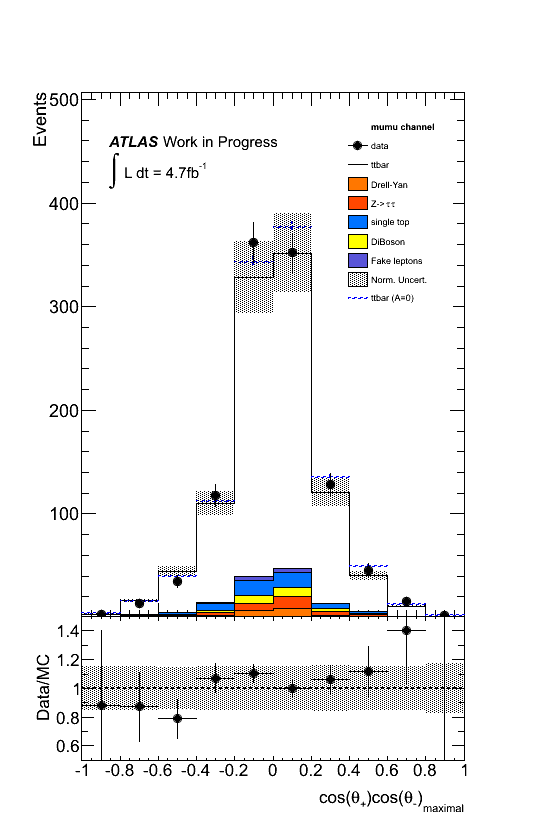 Events
500
400
300
200
100
ATLAS Work in Progress
∫ L dt = 4.7fb⁻¹
mumu channel
data
ttbar
Drell-Yan
Z->ττ
single top
DiBoson
Fake leptons
Norm. Uncert.
ttbar (A=0)
Data/MC
1.4
1.2
1
0.8
0.6
-1 -0.8 -0.6 -0.4 -0.2 0 0.2 0.4 0.6 0.8 1
cos(θ₊)cos(θ₋)maximal